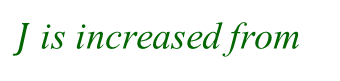 J is increased from